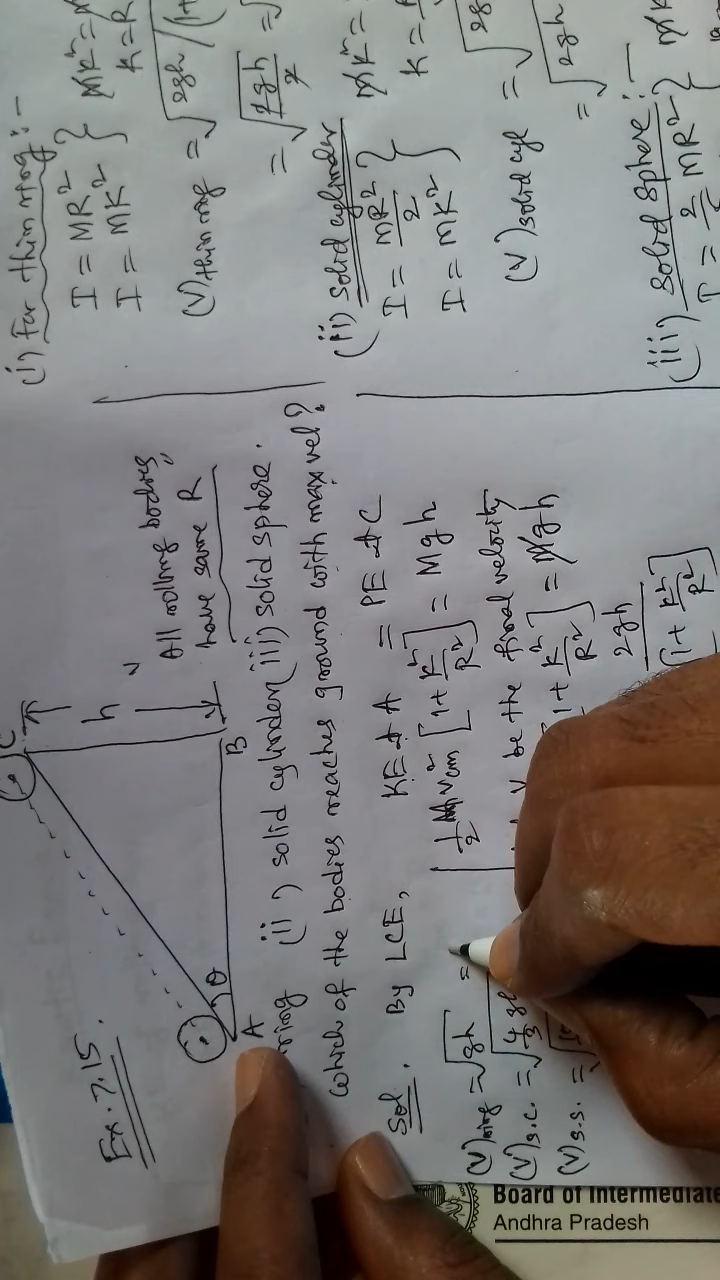 Ex. 7.15.
C
h
A
θ
B
"All rolling bodies
have same R"
ring (ii) solid cylinder (iii) solid sphere.
Which of the bodies reaches ground with max vel?
Sol. By LCE, KE at A = PE at C
1/2 M v²cm [1 + K²/R²] = Mgh
v be the final velocity
1 + K²/R²] = Mgh
2gh
(1 + K²/R²]
(V)ring = √gh =
(V)s.c. = √4/3 g
(V)s.s. = √
(i) For thin ring :-
I = MR² }
I = MK² }
K = R
(V)thin ring = √2gh / (1+
= √2gh/2 =
(ii) solid cylinder
I = MR²/2 }
I = MK² }
K =
(V)solid cyl = √2g
= √2gh
(iii) Solid Sphere :-
I = 2/5 MR² }
Board of Intermediate
Andhra Pradesh